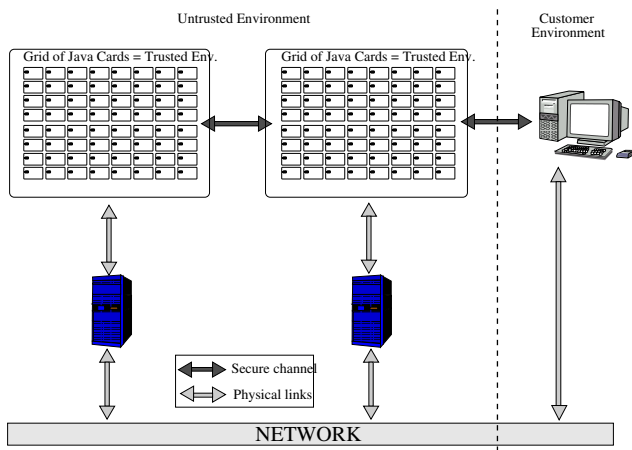 Untrusted Environment
Customer
Environment
Grid of Java Cards = Trusted Env.
Grid of Java Cards = Trusted Env.
Secure channel
Physical links
NETWORK